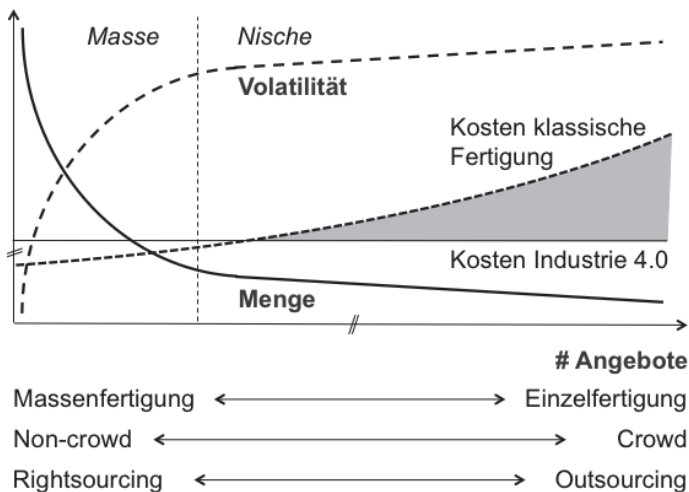 Masse Nische
Volatilität
Kosten klassische
Fertigung
Kosten Industrie 4.0
Menge
# Angebote
Massenfertigung Einzelfertigung
Non-crowd Crowd
Rightsourcing Outsourcing